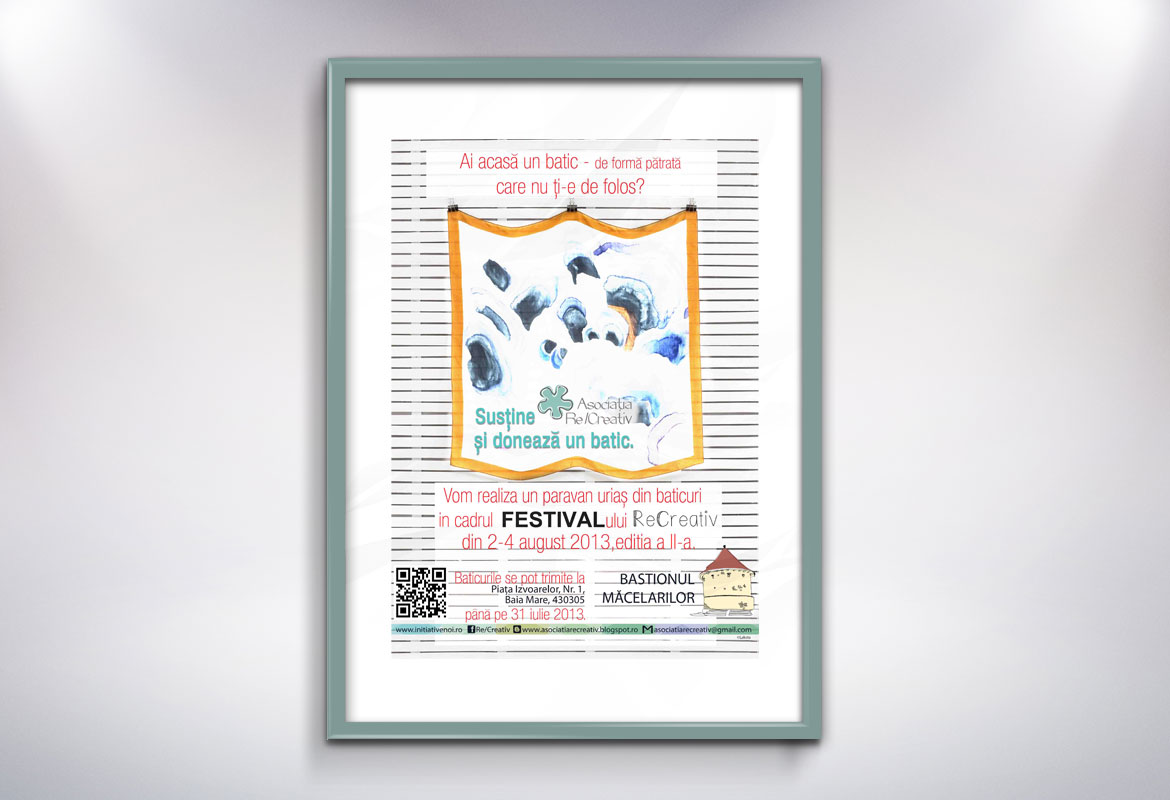 Ai acasă un batic - de formă pătrată
care nu ți-e de folos?
Asociația
Re/Creativ
Susține
și donează un batic.
Vom realiza un paravan uriaș din baticuri
in cadrul FESTIVALului ReCreativ
din 2-4 august 2013,editia a II-a.
Baticurile se pot trimite la
Piața Izvoarelor, Nr. 1,
Baia Mare, 430305
până pe 31 iulie 2013.
BASTIONUL
MĂCELARILOR
www.initiativenoi.ro Re/Creativ www.asociatiarecreativ.blogspot.ro asociatiarecreativ@gmail.com